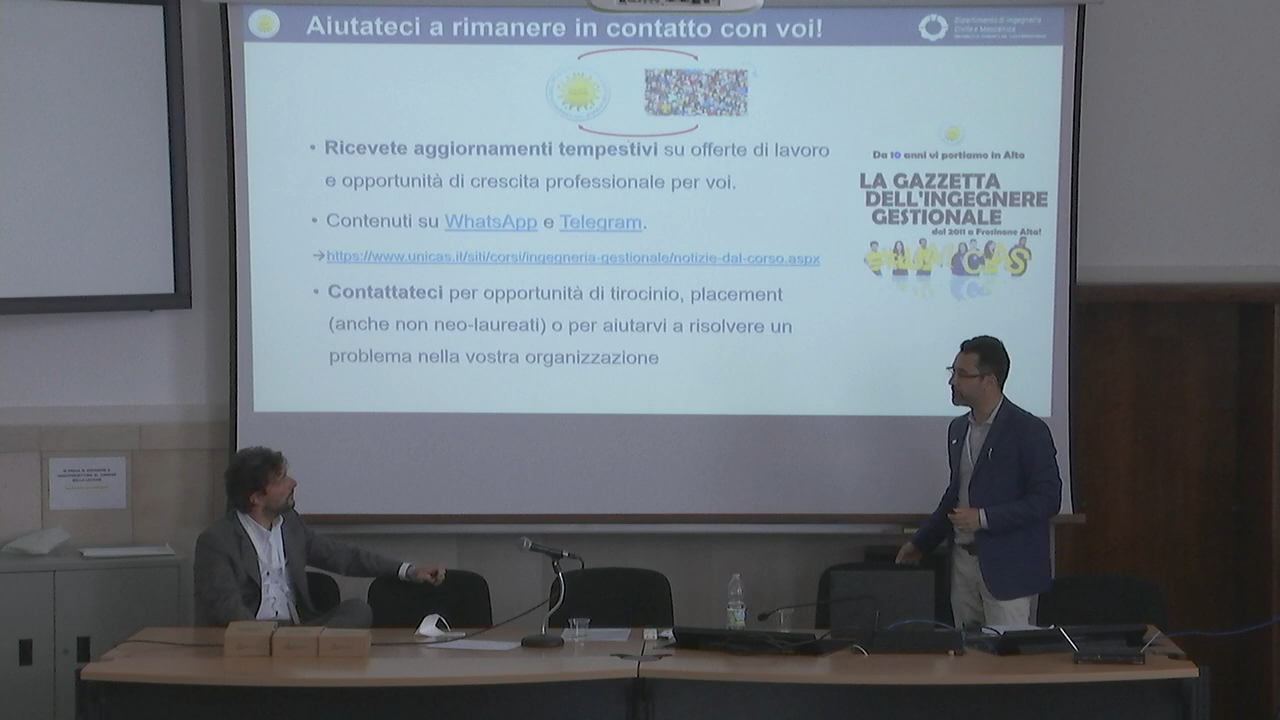 Aiutateci a rimanere in contatto con voi!
Dipartimento di Ingegneria
Civile e Meccanica
• Ricevete aggiornamenti tempestivi su offerte di lavoro
e opportunità di crescita professionale per voi.
• Contenuti su WhatsApp e Telegram.
→https://www.unicas.it/siti/corsi/ingegneria-gestionale/notizie-dal-corso.aspx
• Contattateci per opportunità di tirocinio, placement
(anche non neo-laureati) o per aiutarvi a risolvere un
problema nella vostra organizzazione
Da 10 anni vi portiamo in Alto
LA GAZZETTA
DELL'INGEGNERE
GESTIONALE
dal 2011 a Frosinone Alta!